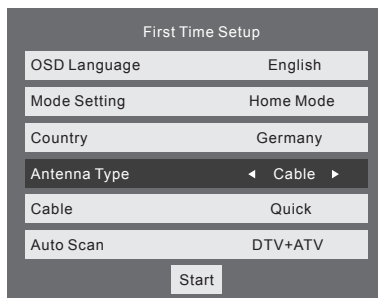 First Time Setup
OSD Language English
Mode Setting Home Mode
Country Germany
Antenna Type ◄ Cable ►
Cable Quick
Auto Scan DTV+ATV
Start